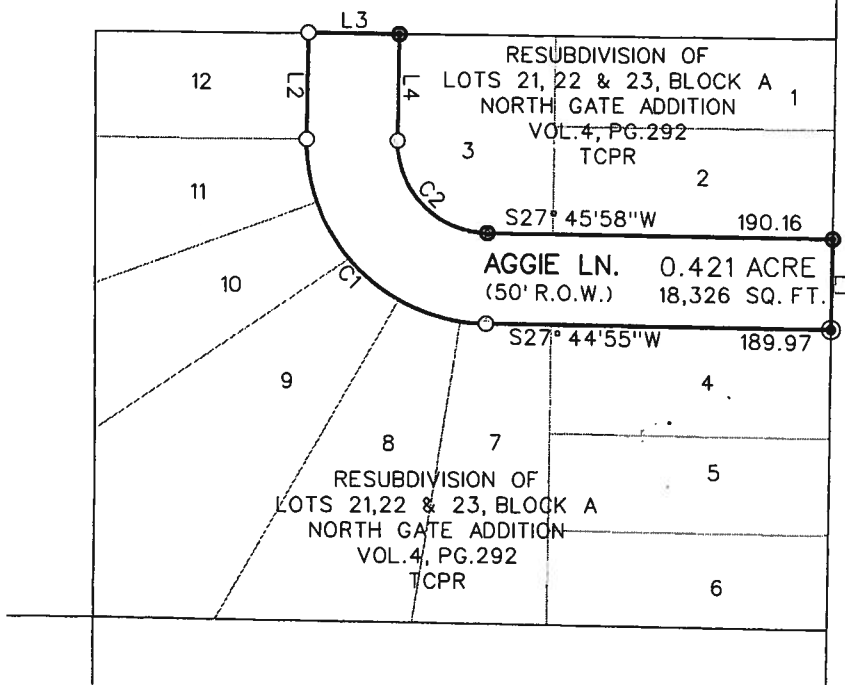 L3
12
L2
L4
RESUBDIVISION OF
LOTS 21, 22 & 23, BLOCK A
NORTH GATE ADDITION
VOL.4, PG.292
TCPR
1
3
2
11
C2
S27°45'58"W
190.16
10
C1
AGGIE LN.
0.421 ACRE
(50' R.O.W.)
18,326 SQ. FT.
L1
S27°44'55"W
189.97
9
4
8
7
5
RESUBDIVISION OF
LOTS 21,22 & 23, BLOCK A
NORTH GATE ADDITION
VOL.4, PG.292
TCPR
6